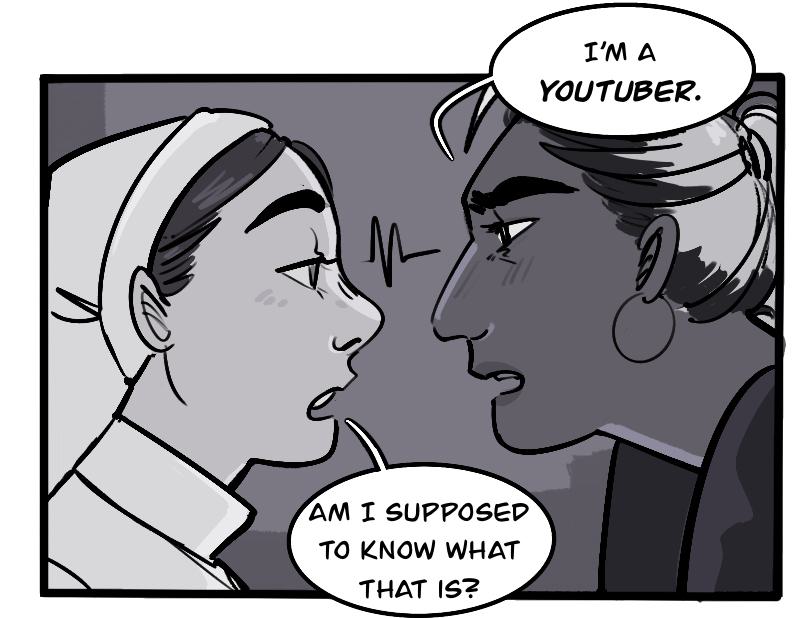 I'M A
YOUTUBER.
AM I SUPPOSED
TO KNOW WHAT
THAT IS?